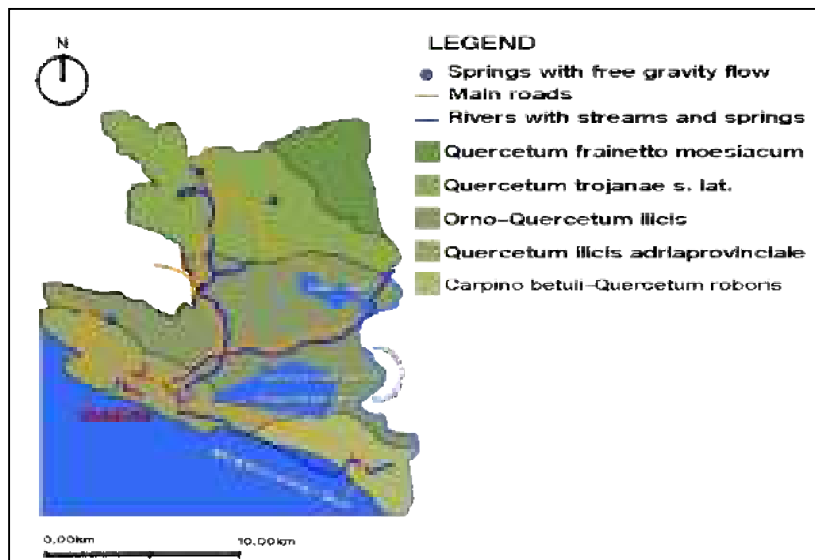 N
LEGEND
Springs with free gravity flow
Main roads
Rivers with streams and springs
Quercetum frainetto moesiacum
Quercetum trojanae s. lat.
Orno-Quercetum ilicis
Quercetum ilicis adriaprovinciale
Carpino betuli-Quercetum roboris
0,00km 10,00km